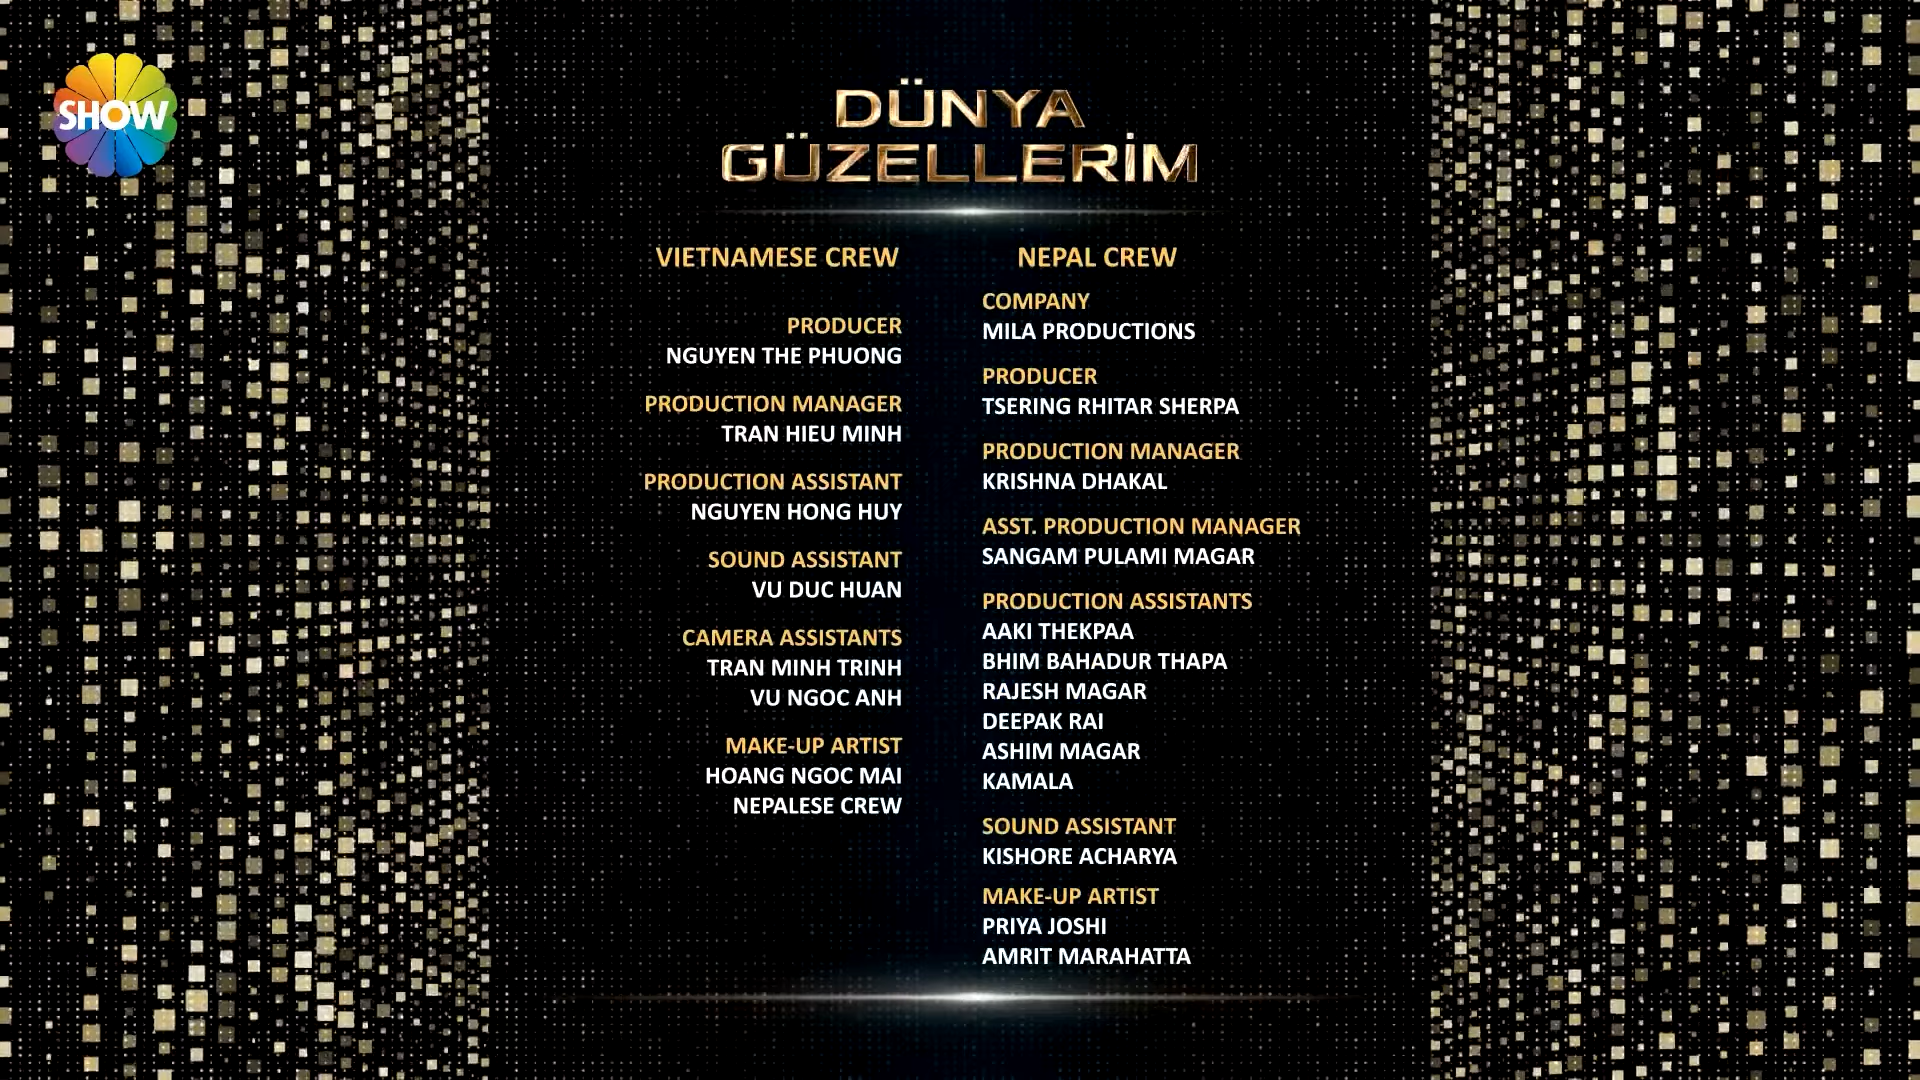 SHOW
DÜNYA
GÜZELLERİM
VIETNAMESE CREW
PRODUCER
NGUYEN THE PHUONG
PRODUCTION MANAGER
TRAN HIEU MINH
PRODUCTION ASSISTANT
NGUYEN HONG HUY
SOUND ASSISTANT
VU DUC HUAN
CAMERA ASSISTANTS
TRAN MINH TRINH
VU NGOC ANH
MAKE-UP ARTIST
HOANG NGOC MAI
NEPALESE CREW
NEPAL CREW
COMPANY
MILA PRODUCTIONS
PRODUCER
TSERING RHITAR SHERPA
PRODUCTION MANAGER
KRISHNA DHAKAL
ASST. PRODUCTION MANAGER
SANGAM PULAMI MAGAR
PRODUCTION ASSISTANTS
AAKI THEKPAA
BHIM BAHADUR THAPA
RAJESH MAGAR
DEEPAK RAI
ASHIM MAGAR
KAMALA
SOUND ASSISTANT
KISHORE ACHARYA
MAKE-UP ARTIST
PRIYA JOSHI
AMRIT MARAHATTA